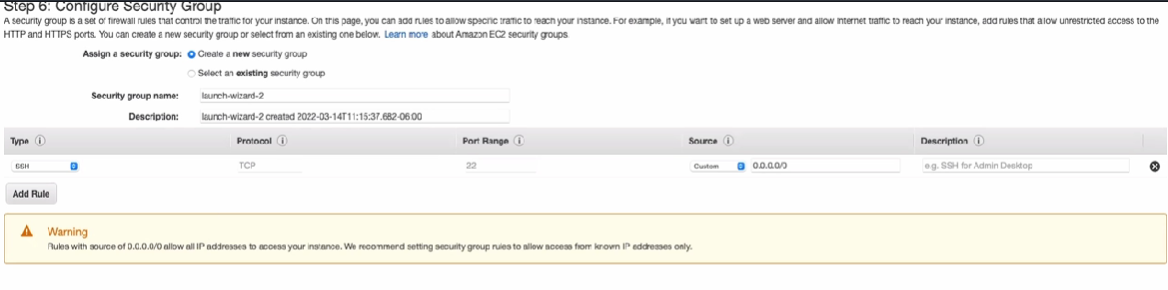 Step 6: Configure Security Group
A security group is a set of firewall rules that control the traffic for your instance. On this page, you can add rules to allow specific traffic to reach your instance. For example, if you want to set up a web server and allow Internet traffic to reach your instance, add rules that allow unrestricted access to the
HTTP and HTTPS ports. You can create a new security group or select from an existing one below. Learn more about Amazon EC2 security groups.
Assign a security group: Create a new security group
Select an existing security group
Security group name: launch-wizard-2
Description: launch-wizard-2 created 2022-03-14T11:15:37.682-06:00
Type Protocol Port Range Source Description
SSH TCP 22 Custom 0.0.0.0/0 e.g. SSH for Admin Desktop
Add Rule
Warning
Rules with source of 0.0.0.0/0 allow all IP addresses to access your instance. We recommend setting security group rules to allow access from known IP addresses only.